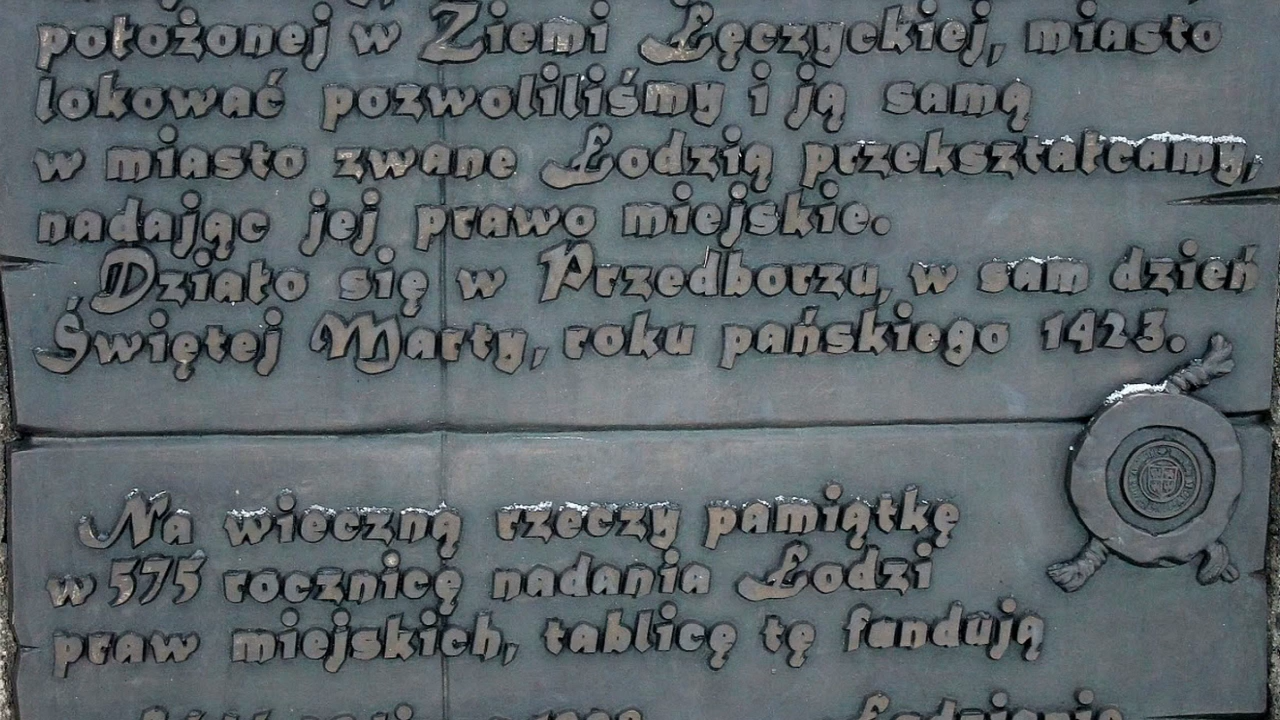 położonej w Ziemi Łęczyckiej, miasto
lokować pozwoliliśmy i ją samą
w miasto zwane Łodzią przekształcamy,
nadając jej prawo miejskie.
Działo się w Przedborzu, w sam dzień
Świętej Marty, roku pańskiego 1423.
Na wieczną rzeczy pamiątkę
w 575 rocznicę nadania Łodzi
praw miejskich, tablicę tę fundują